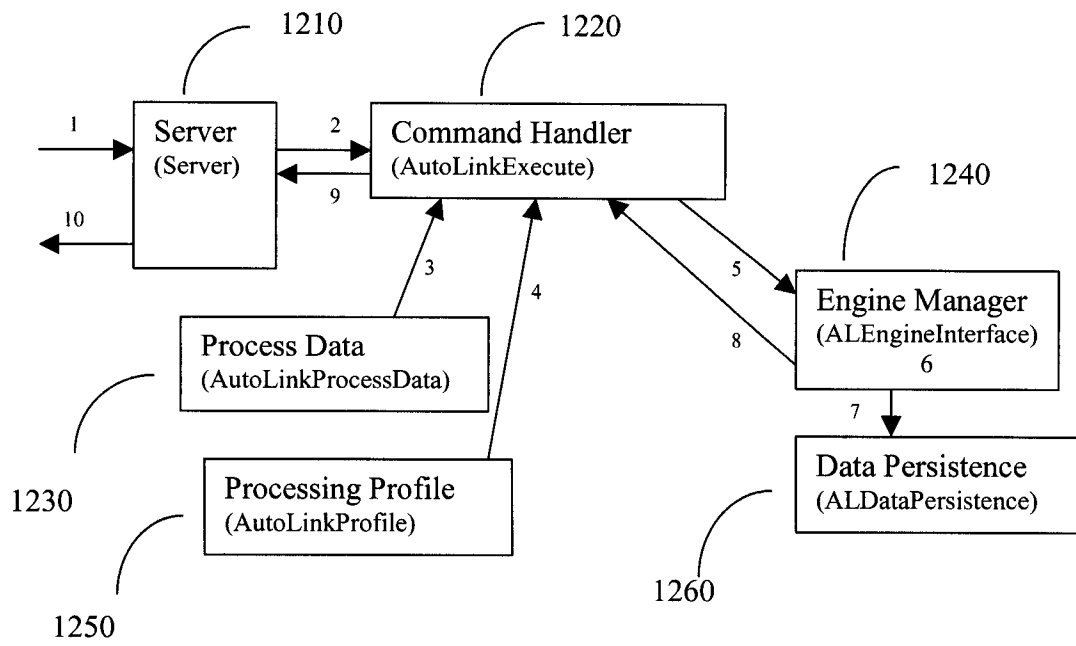 1210
1220
1
Server
(Server)
2
9
10
Command Handler
(AutoLinkExecute)
1240
3
4
5
8
Engine Manager
(ALEngineInterface)
6
Process Data
(AutoLinkProcessData)
7
1230
Processing Profile
(AutoLinkProfile)
Data Persistence
(ALDataPersistence)
1260
1250